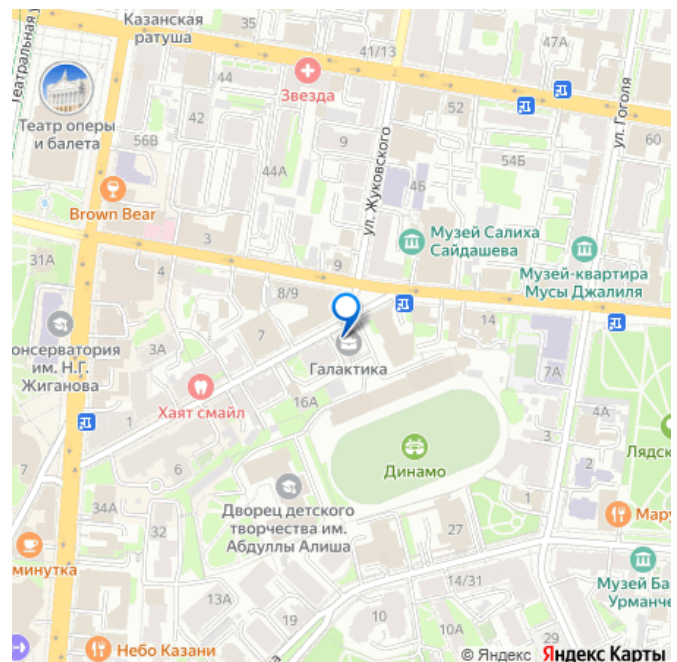 Казанская
ратуша
35
41/13
47А
Театральная у
44
Звезда
ул. Гоголя
42
52
60
Театр оперы
и балета
56В
9
ул. Жуковского
54Б
44А
4Б
Brown Bear
3
Музей Салиха
Сайдашева
31А
4
9
Музей-квартира
Мусы Джалиля
8/9
7
14
онсерватория
им. Н.Г.
Жиганова
3А
Галактика
7А
Хаят смайл
16А
4А
1
3
Лядск
6
Динамо
2
Дворец детского
творчества им.
Абдуллы Алиша
34
32
1
27
Мару
минутка
14/31
Музей Ба
Урманче
13А
19
10
10А
29
Небо Казани
© Яндекс Яндекс Карты